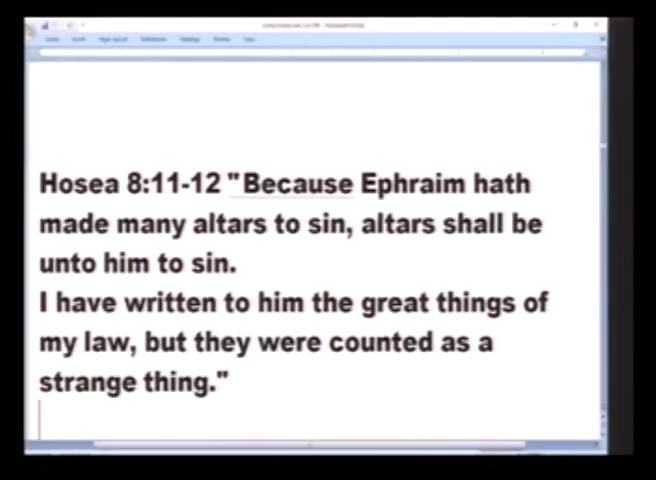 Hosea 8:11-12 "Because Ephraim hath
made many altars to sin, altars shall be
unto him to sin.
I have written to him the great things of
my law, but they were counted as a
strange thing."